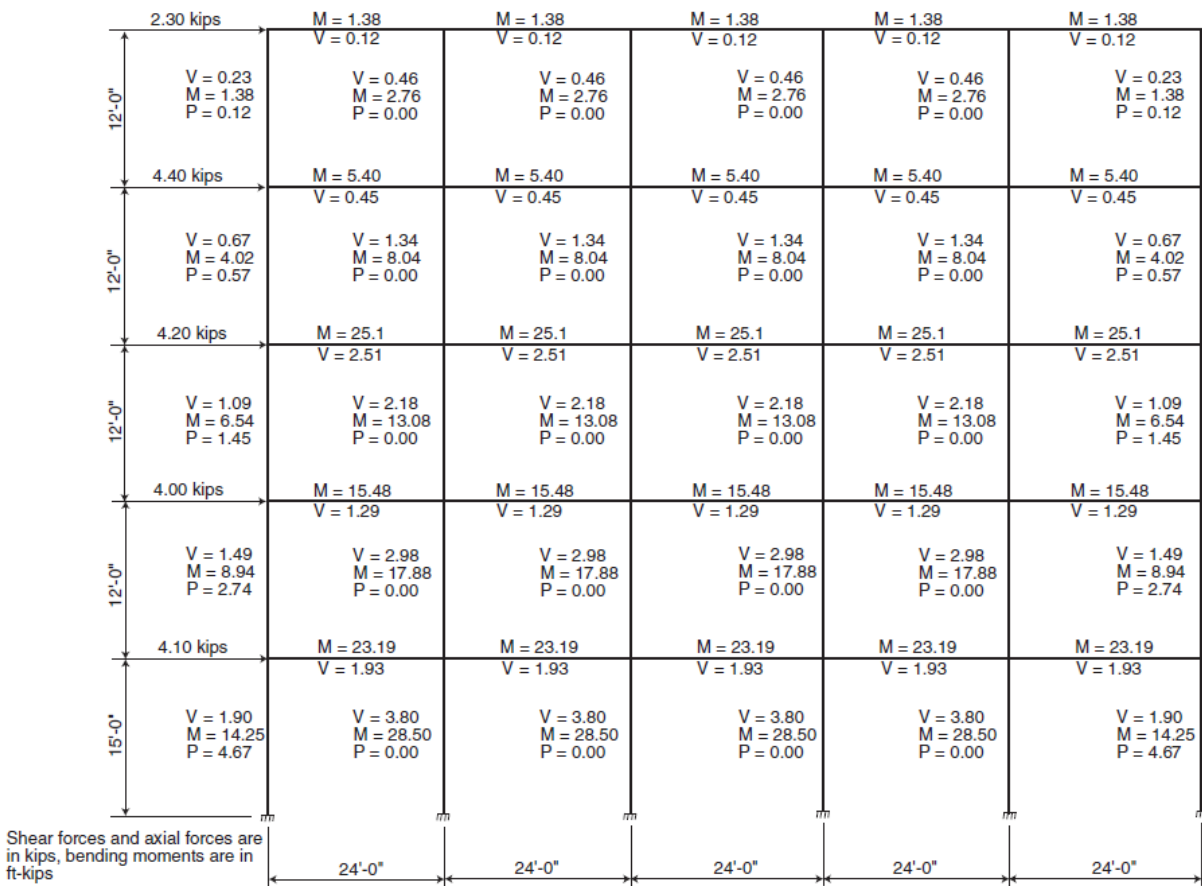 2.30 kips M = 1.38 M = 1.38 M = 1.38 M = 1.38 M = 1.38
V = 0.12 V = 0.12 V = 0.12 V = 0.12 V = 0.12
12'-0"
V = 0.23 V = 0.46 V = 0.46 V = 0.46 V = 0.46 V = 0.23
M = 1.38 M = 2.76 M = 2.76 M = 2.76 M = 2.76 M = 1.38
P = 0.12 P = 0.00 P = 0.00 P = 0.00 P = 0.00 P = 0.12
4.40 kips M = 5.40 M = 5.40 M = 5.40 M = 5.40 M = 5.40
V = 0.45 V = 0.45 V = 0.45 V = 0.45 V = 0.45
12'-0"
V = 0.67 V = 1.34 V = 1.34 V = 1.34 V = 1.34 V = 0.67
M = 4.02 M = 8.04 M = 8.04 M = 8.04 M = 8.04 M = 4.02
P = 0.57 P = 0.00 P = 0.00 P = 0.00 P = 0.00 P = 0.57
4.20 kips M = 25.1 M = 25.1 M = 25.1 M = 25.1 M = 25.1
V = 2.51 V = 2.51 V = 2.51 V = 2.51 V = 2.51
12'-0"
V = 1.09 V = 2.18 V = 2.18 V = 2.18 V = 2.18 V = 1.09
M = 6.54 M = 13.08 M = 13.08 M = 13.08 M = 13.08 M = 6.54
P = 1.45 P = 0.00 P = 0.00 P = 0.00 P = 0.00 P = 1.45
4.00 kips M = 15.48 M = 15.48 M = 15.48 M = 15.48 M = 15.48
V = 1.29 V = 1.29 V = 1.29 V = 1.29 V = 1.29
12'-0"
V = 1.49 V = 2.98 V = 2.98 V = 2.98 V = 2.98 V = 1.49
M = 8.94 M = 17.88 M = 17.88 M = 17.88 M = 17.88 M = 8.94
P = 2.74 P = 0.00 P = 0.00 P = 0.00 P = 0.00 P = 2.74
4.10 kips M = 23.19 M = 23.19 M = 23.19 M = 23.19 M = 23.19
V = 1.93 V = 1.93 V = 1.93 V = 1.93 V = 1.93
15'-0"
V = 1.90 V = 3.80 V = 3.80 V = 3.80 V = 3.80 V = 1.90
M = 14.25 M = 28.50 M = 28.50 M = 28.50 M = 28.50 M = 14.25
P = 4.67 P = 0.00 P = 0.00 P = 0.00 P = 0.00 P = 4.67
Shear forces and axial forces are
in kips, bending moments are in
ft-kips
24'-0" 24'-0" 24'-0" 24'-0" 24'-0"